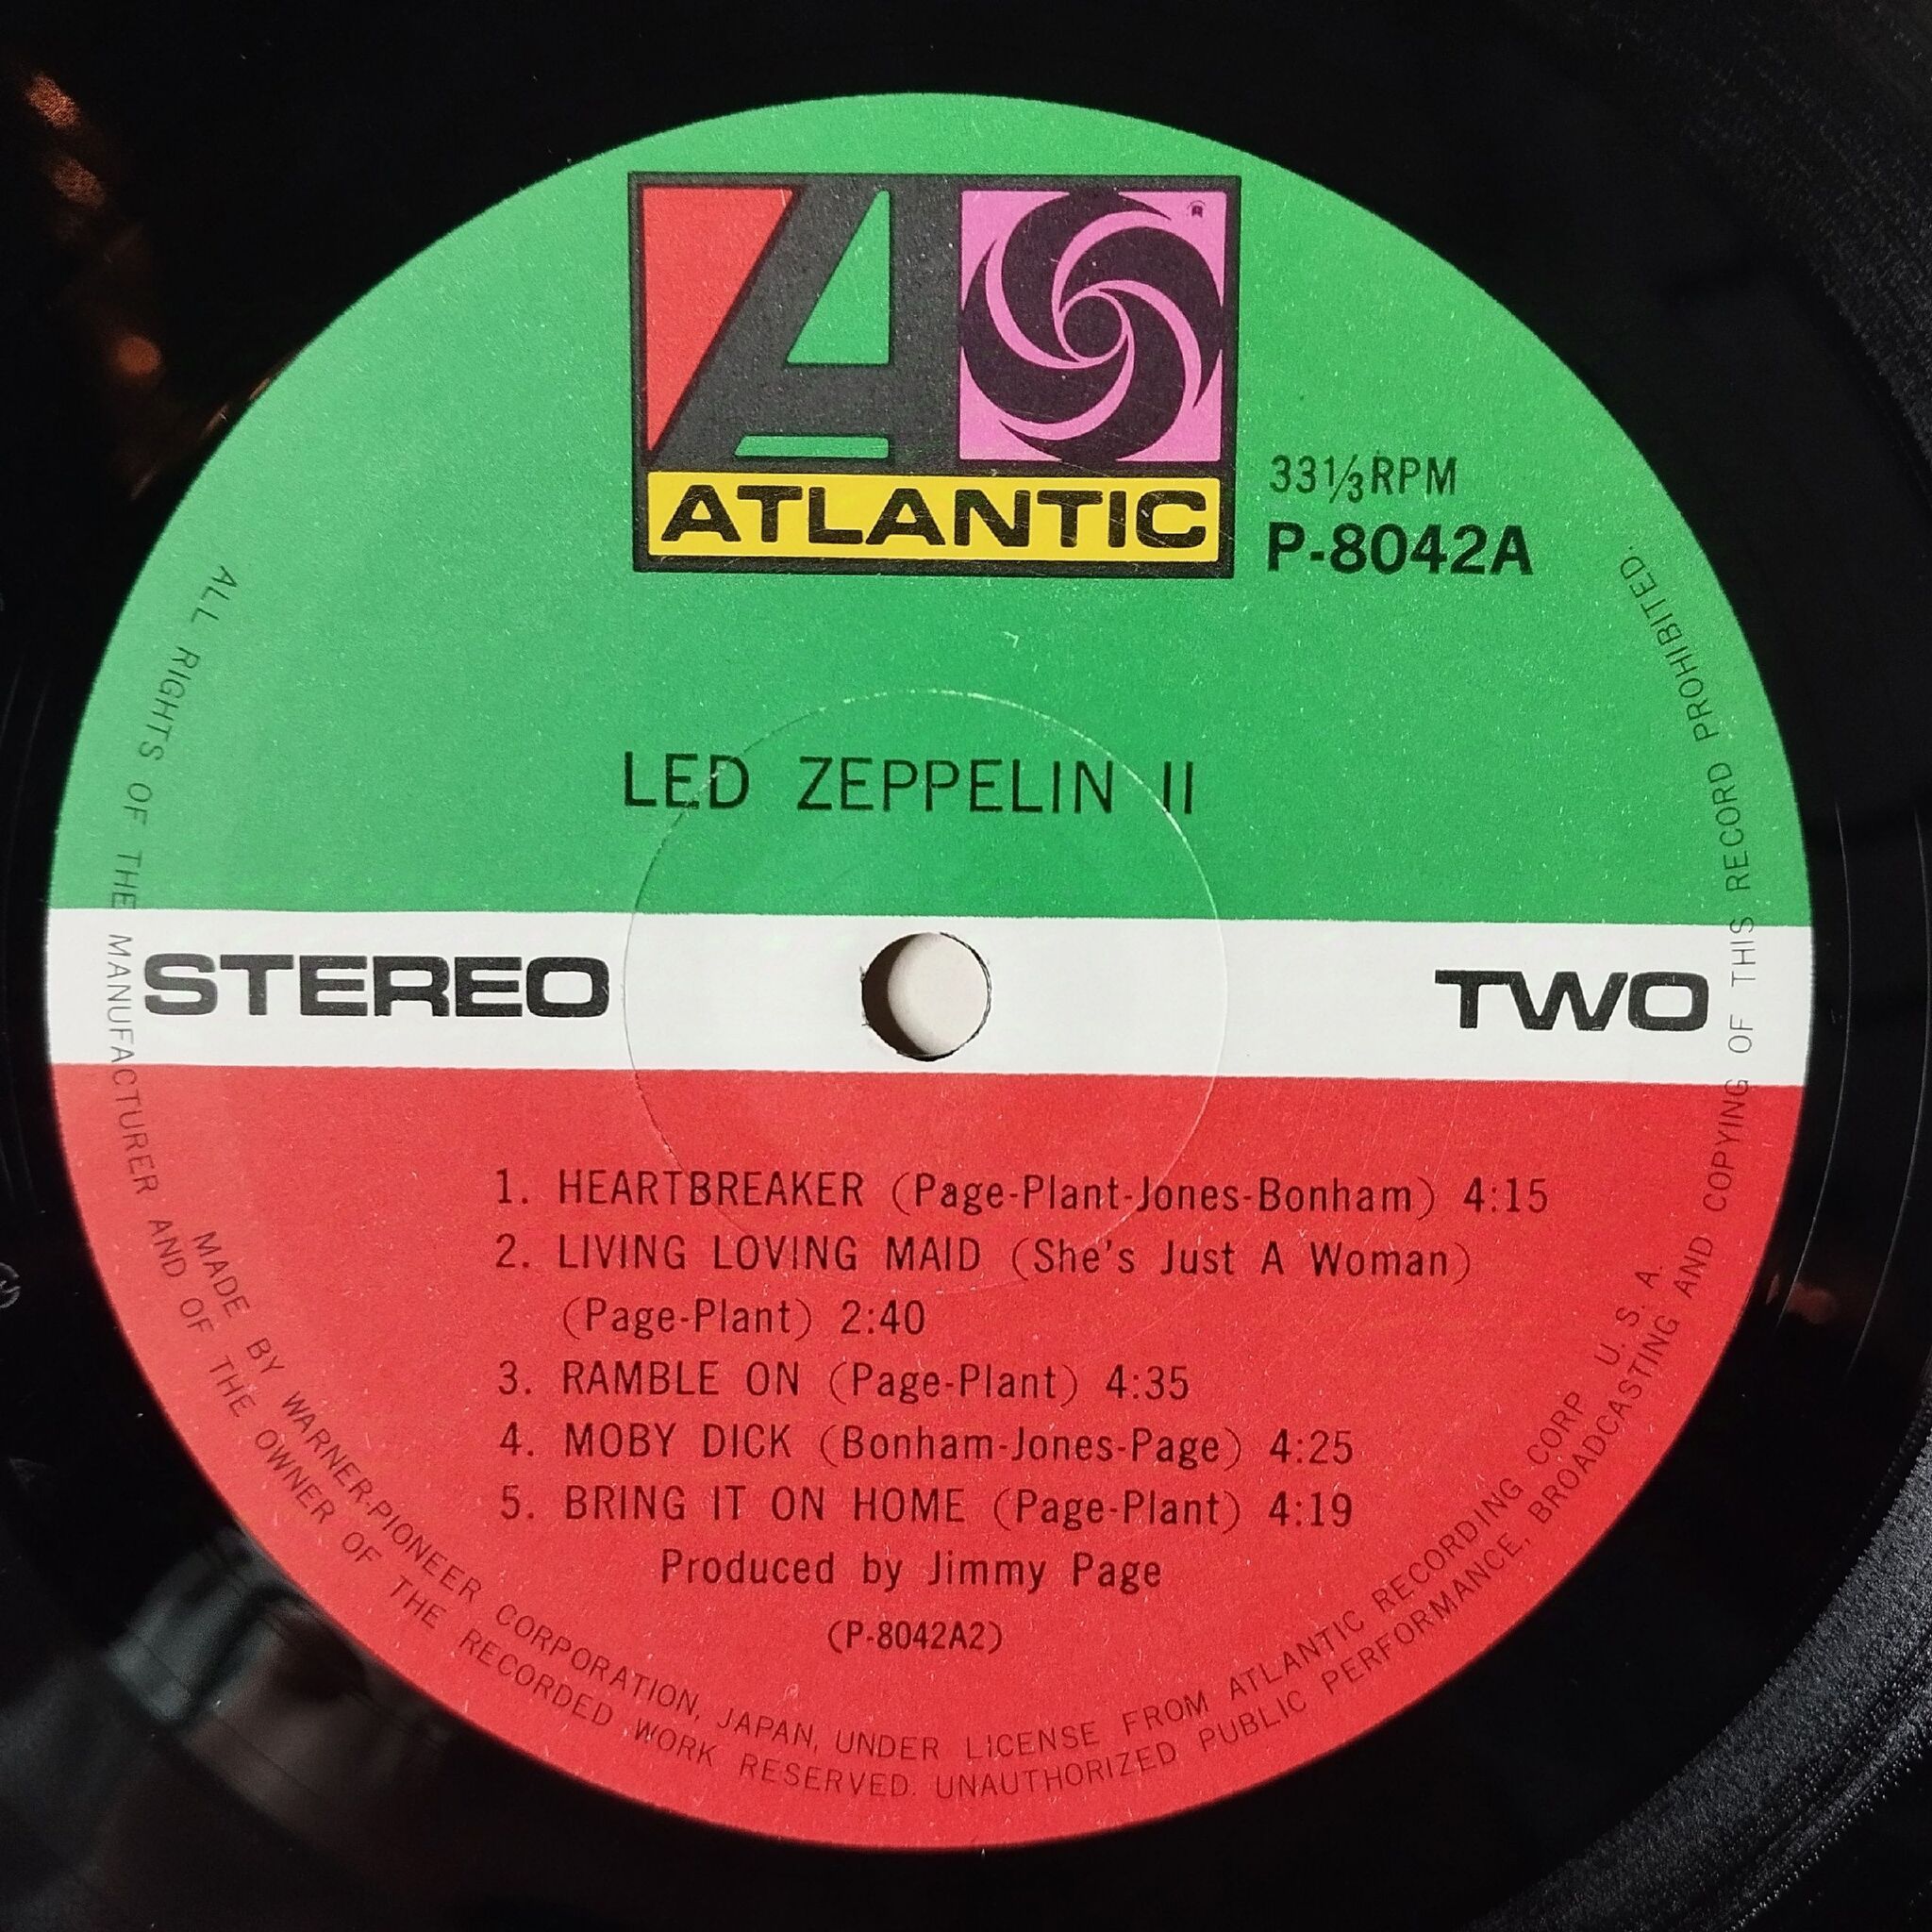 ATLANTIC
®
33⅓RPM
P-8042A
LED ZEPPELIN II
STEREO
TWO
1. HEARTBREAKER (Page-Plant-Jones-Bonham) 4:15
2. LIVING LOVING MAID (She's Just A Woman)
(Page-Plant) 2:40
3. RAMBLE ON (Page-Plant) 4:35
4. MOBY DICK (Bonham-Jones-Page) 4:25
5. BRING IT ON HOME (Page-Plant) 4:19
Produced by Jimmy Page
(P-8042A2)
MADE BY WARNER-PIONEER CORPORATION, JAPAN, UNDER LICENSE FROM ATLANTIC RECORDING CORP U. S. A.
ALL RIGHTS OF THE MANUFACTURER AND OF THE OWNER OF THE RECORDED WORK RESERVED. UNAUTHORIZED PUBLIC PERFORMANCE, BROADCASTING AND COPYING OF THIS RECORD PROHIBITED.